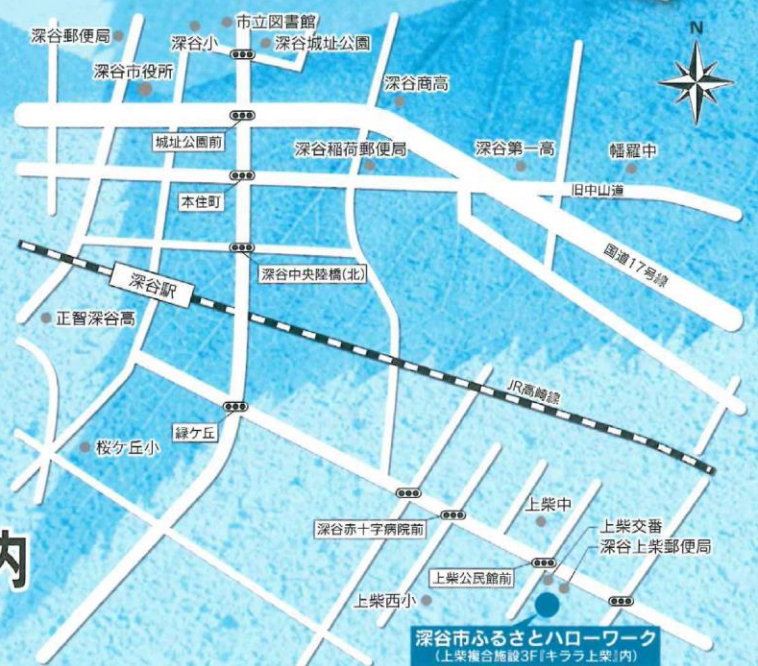 市立図書館
深谷郵便局
深谷小
深谷城址公園
N
深谷市役所
深谷商高
城址公園前
深谷稲荷郵便局
深谷第一高
幡羅中
旧中山道
本住町
国道17号線
深谷中央陸橋(北)
深谷駅
正智深谷高
JR高崎線
緑ケ丘
桜ケ丘小
上柴中
深谷赤十字病院前
上柴交番
深谷上柴郵便局
内
上柴公民館前
上柴西小
深谷市ふるさとハローワーク
(上柴複合施設3F『キララ上柴』内)